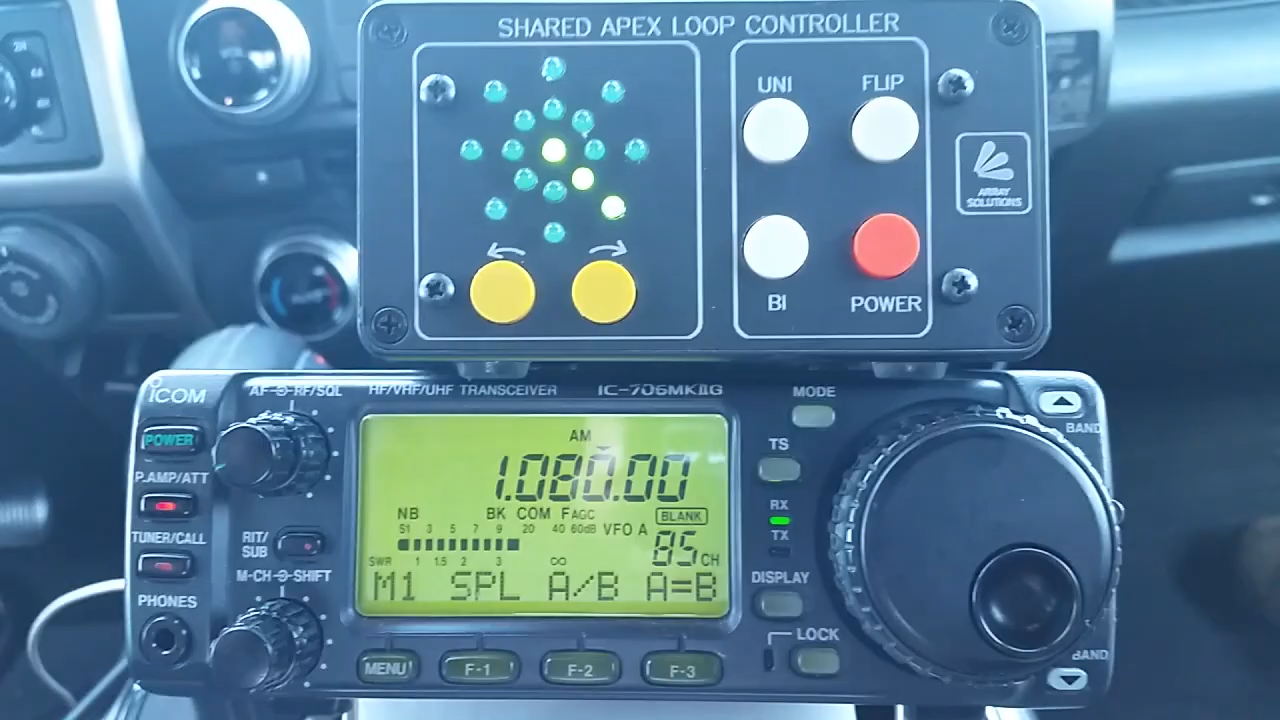 SHARED APEX LOOP CONTROLLER
UNI
FLIP
BI
POWER
ARRAY
SOLUTIONS
ICOM
AF RF/SQL
HF/VHF/UHF TRANSCEIVER
IC-706MKIIG
MODE
BAND
POWER
P.AMP/ATT
TUNER/CALL
RIT/
SUB
M-CH SHIFT
PHONES
AM
1.080.00
NB
BK
COM
FAGC
BLANK
S1 3 5 7 9 20 40 60dB
VFO A
85CH
SWR 1 1.5 2 3 ∞
M1 SPL A/B A=B
TS
RX
TX
DISPLAY
LOCK
MENU
F-1
F-2
F-3
BAND